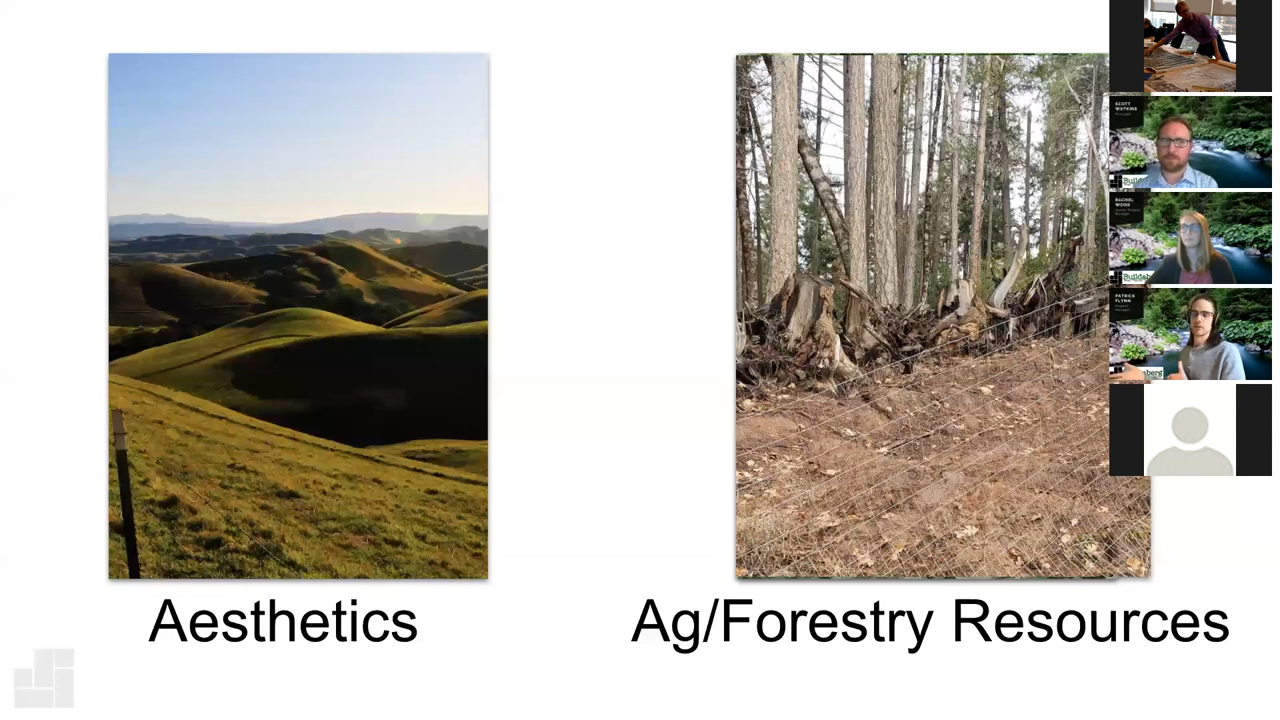 Aesthetics
Ag/Forestry Resources
SCOTT
WATKINS
RACHEL
WOOD
PATRICK
FLYNN